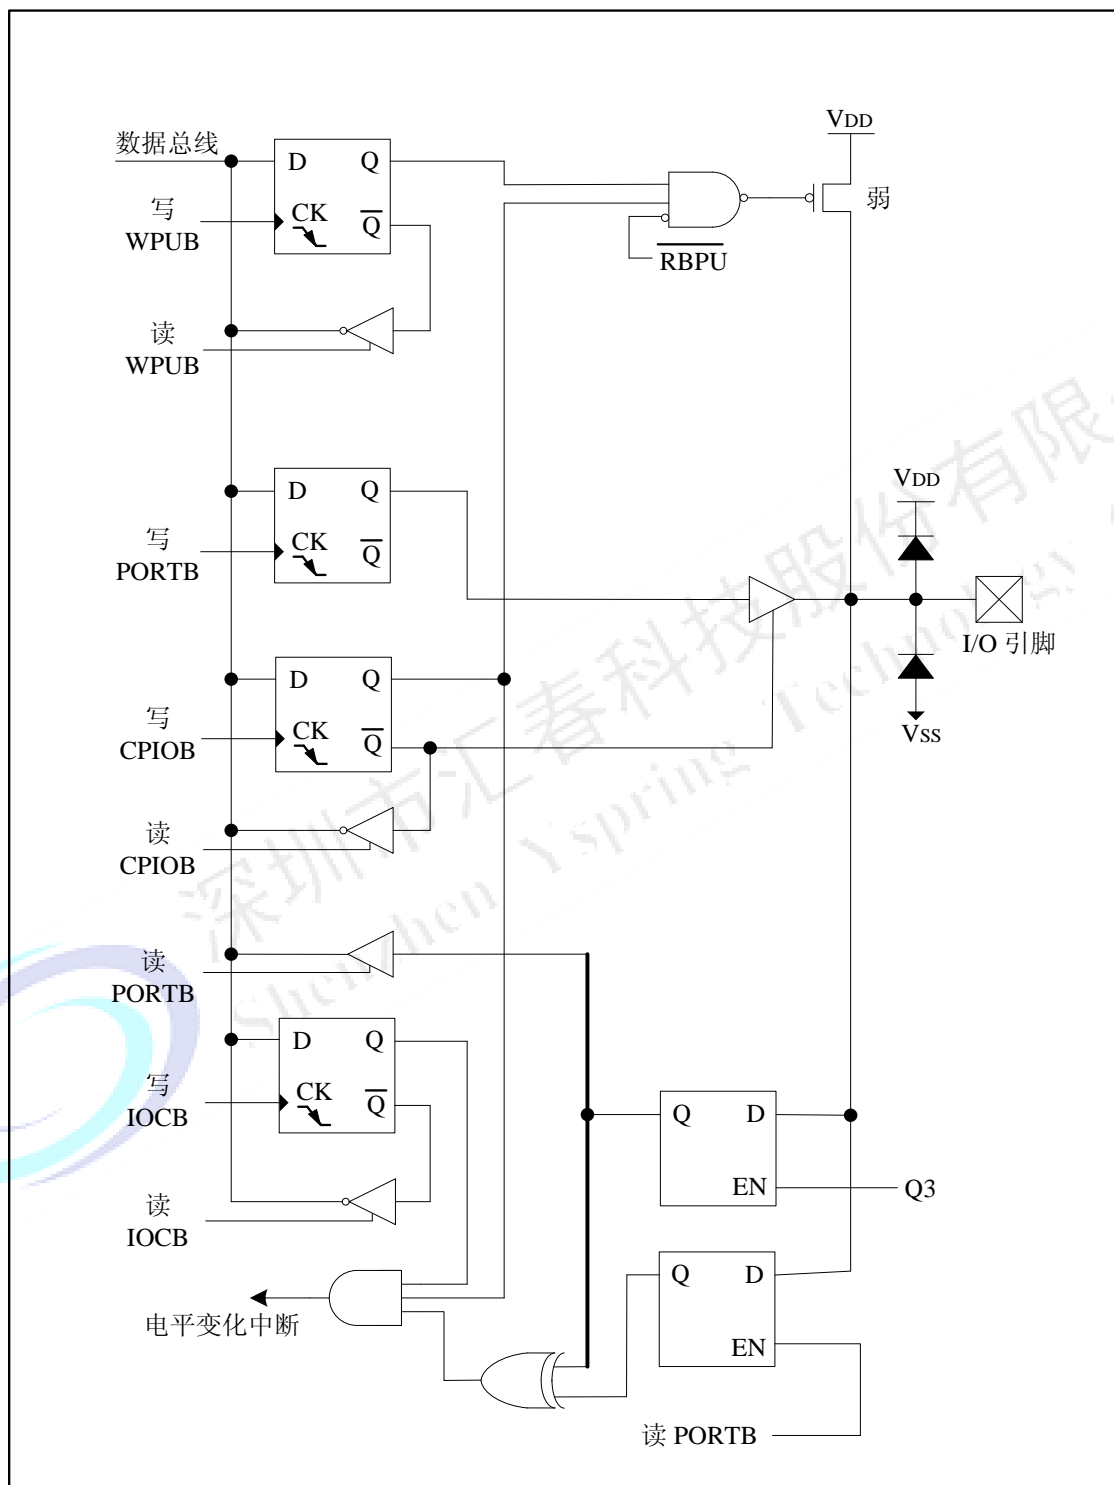 VDD
数据总线
D Q
弱
写
WPUB
CK Q
RBPU
读
WPUB
D Q
VDD
写
PORTB
CK Q
I/O 引脚
D Q
写
CPIOB
CK Q
VSS
读
CPIOB
读
PORTB
D Q
写
IOCB
CK Q
Q D
EN
Q3
读
IOCB
Q D
电平变化中断
EN
读 PORTB
深圳市汇春科技股份有限
Shenzhen Yspring Technology